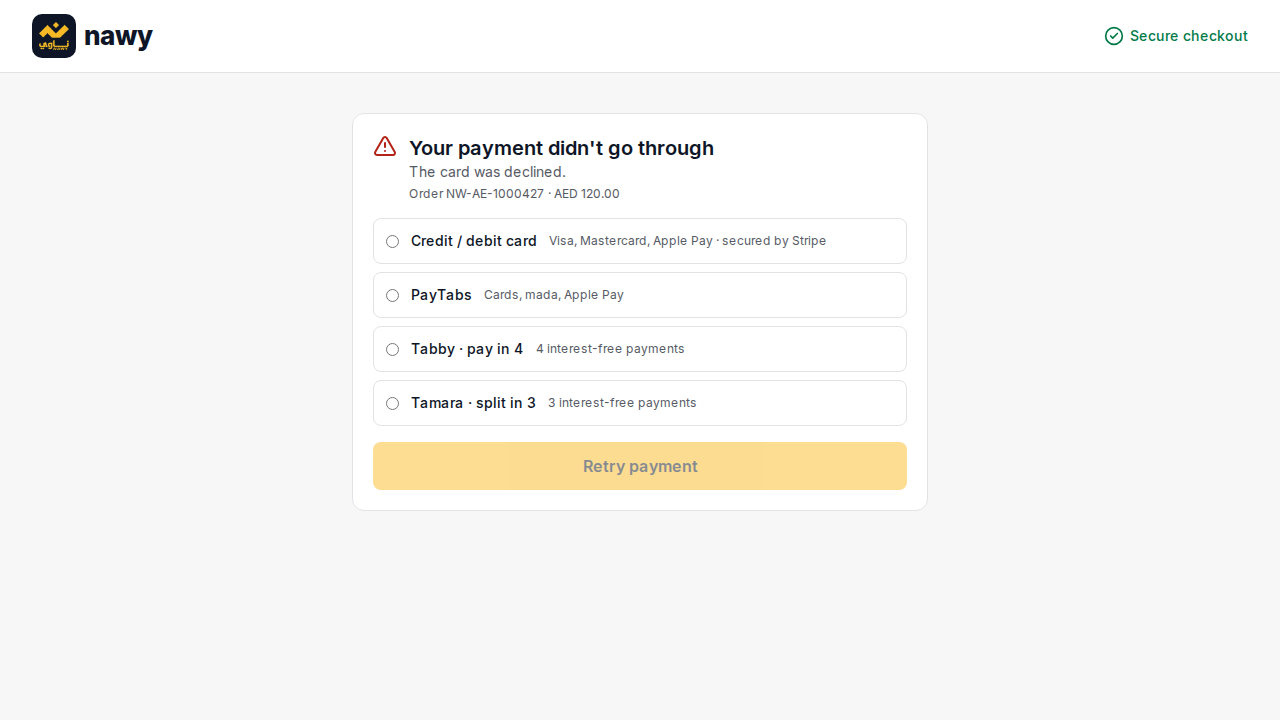 ناوي
NAWY
nawy
Secure checkout
Your payment didn't go through
The card was declined.
Order NW-AE-1000427 · AED 120.00
Credit / debit card Visa, Mastercard, Apple Pay · secured by Stripe
PayTabs Cards, mada, Apple Pay
Tabby · pay in 4 4 interest-free payments
Tamara · split in 3 3 interest-free payments
Retry payment